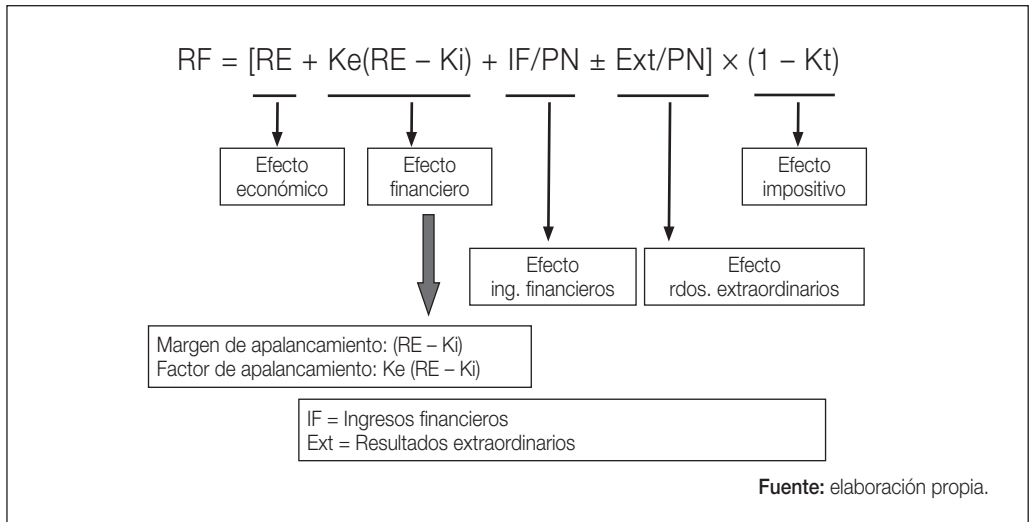 RF = [RE + Ke(RE – Ki) + IF/PN ± Ext/PN] × (1 – Kt)
Efecto
económico
Efecto
financiero
Efecto
impositivo
Efecto
ing. financieros
Efecto
rdos. extraordinarios
Margen de apalancamiento: (RE – Ki)
Factor de apalancamiento: Ke (RE – Ki)
IF = Ingresos financieros
Ext = Resultados extraordinarios
Fuente: elaboración propia.